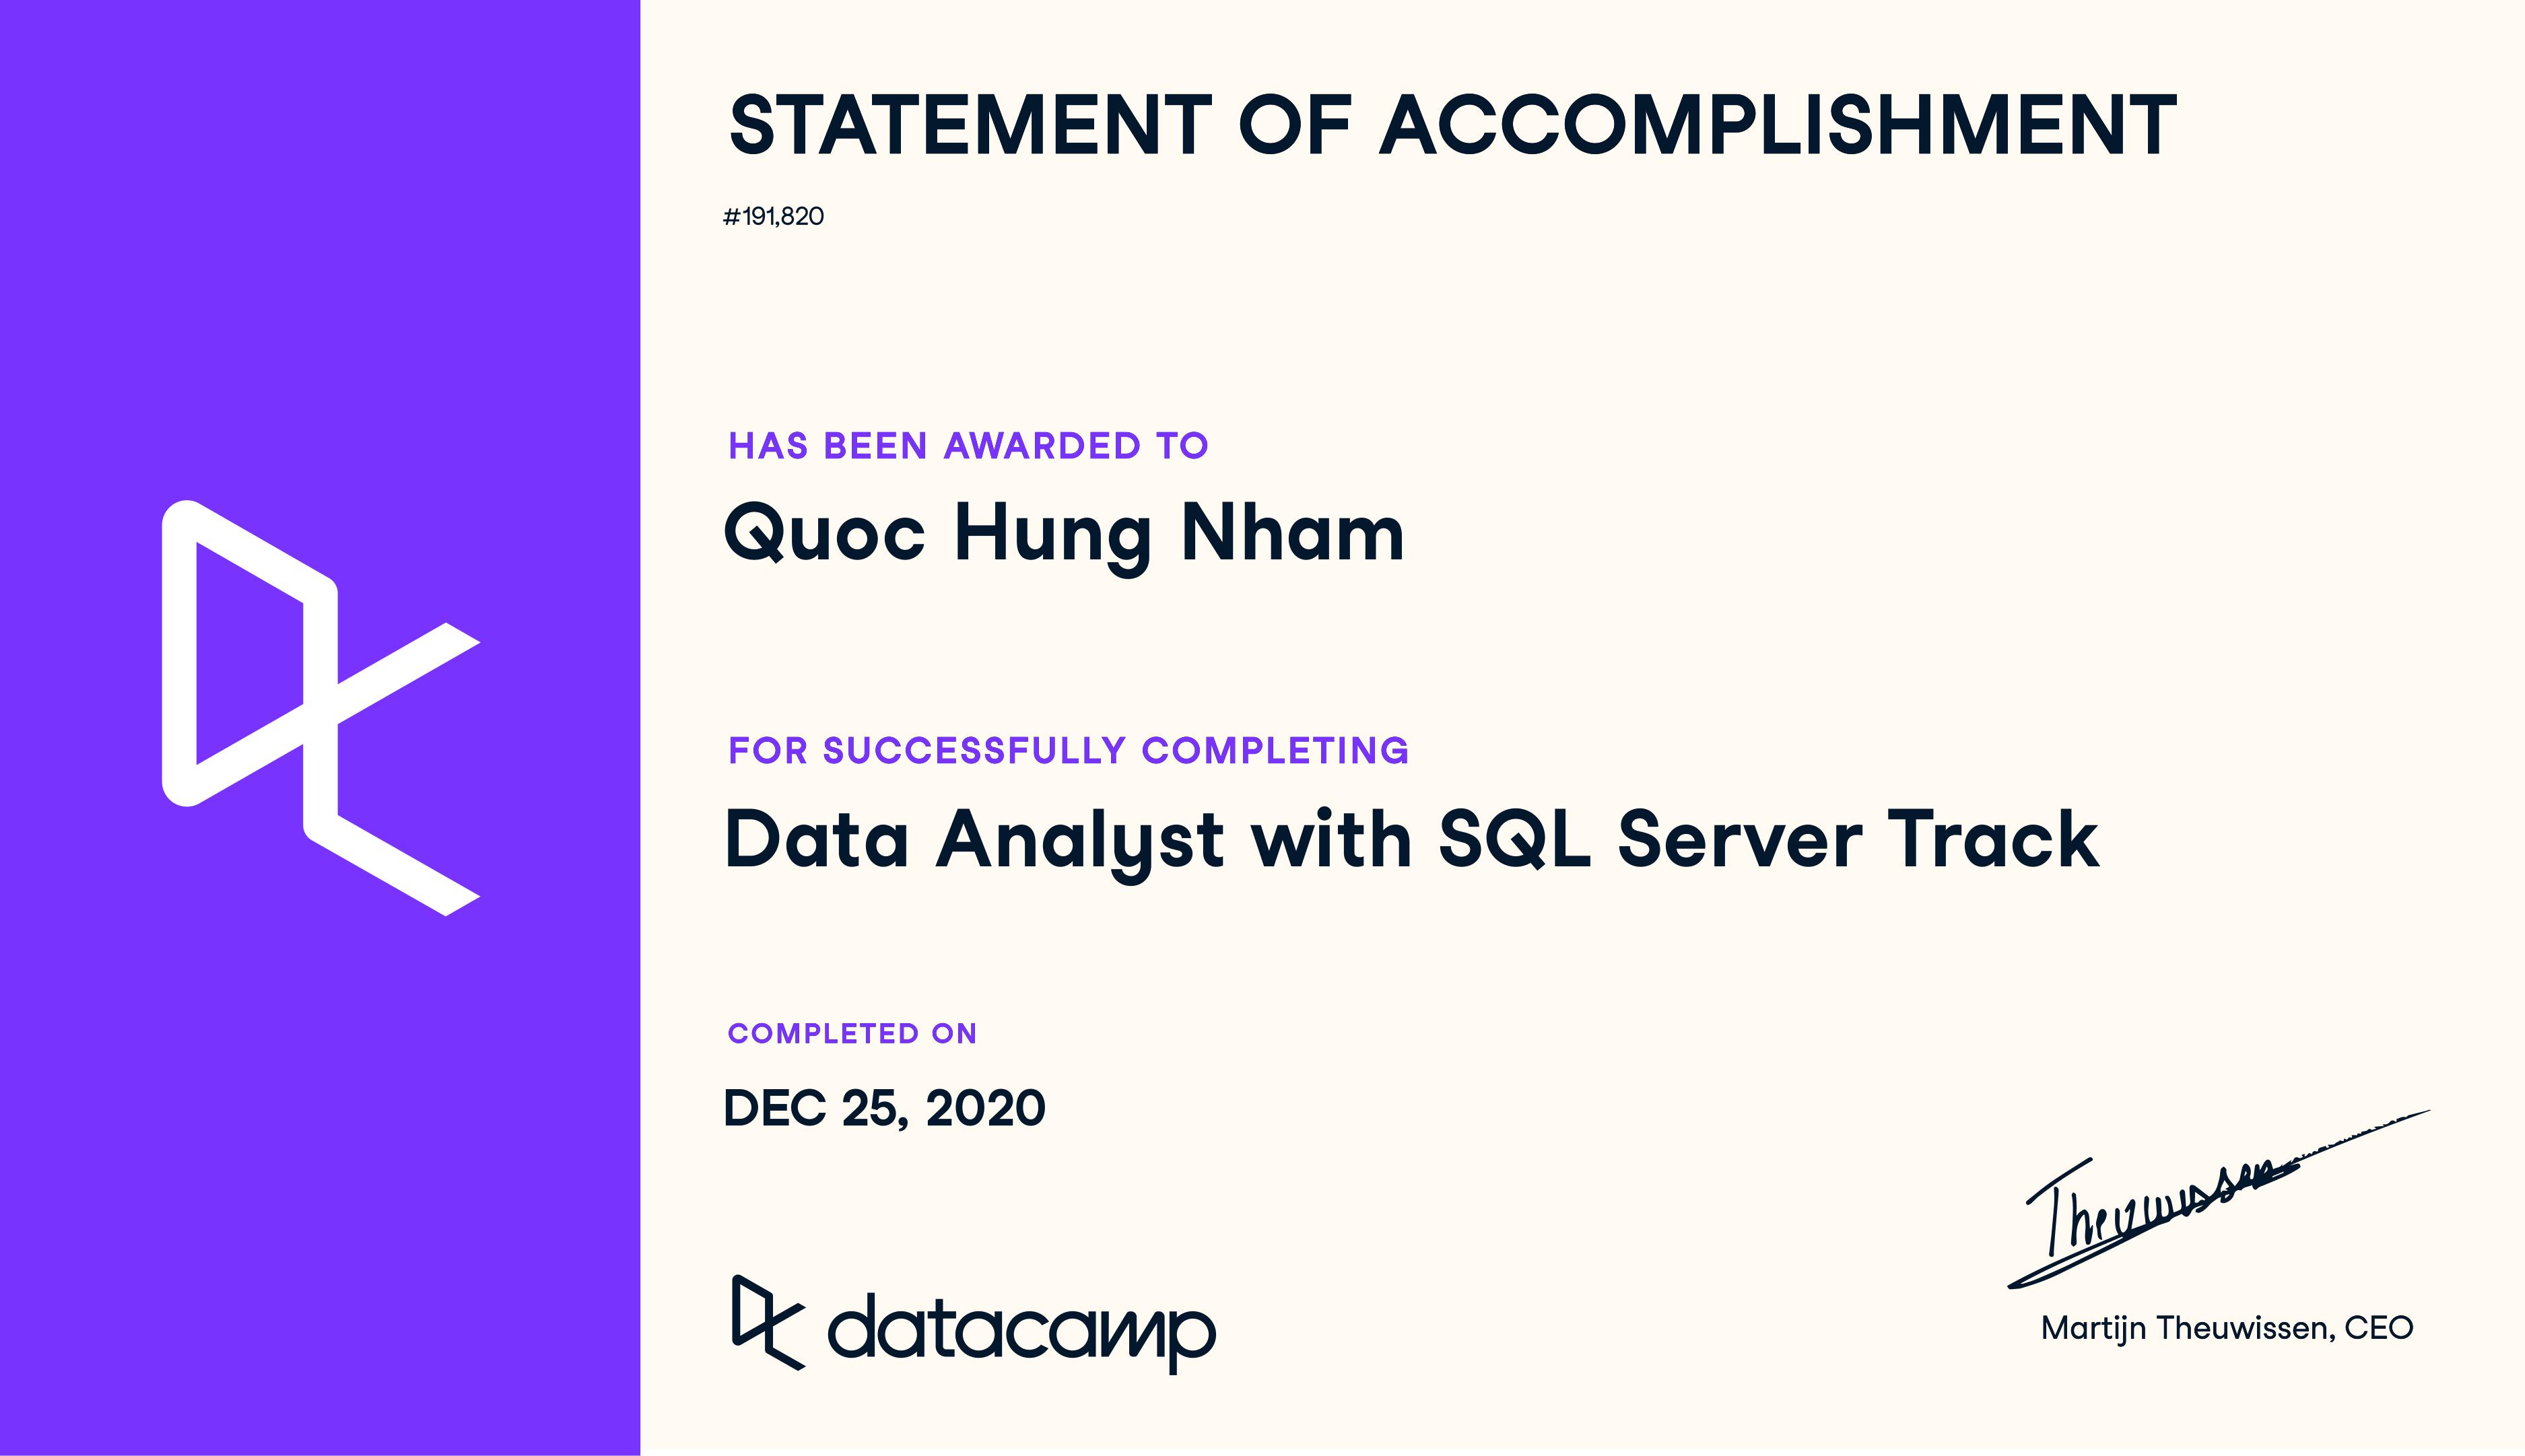 STATEMENT OF ACCOMPLISHMENT
#191,820
HAS BEEN AWARDED TO
Quoc Hung Nham
FOR SUCCESSFULLY COMPLETING
Data Analyst with SQL Server Track
COMPLETED ON
DEC 25, 2020
Theuwissen
datacamp
Martijn Theuwissen, CEO